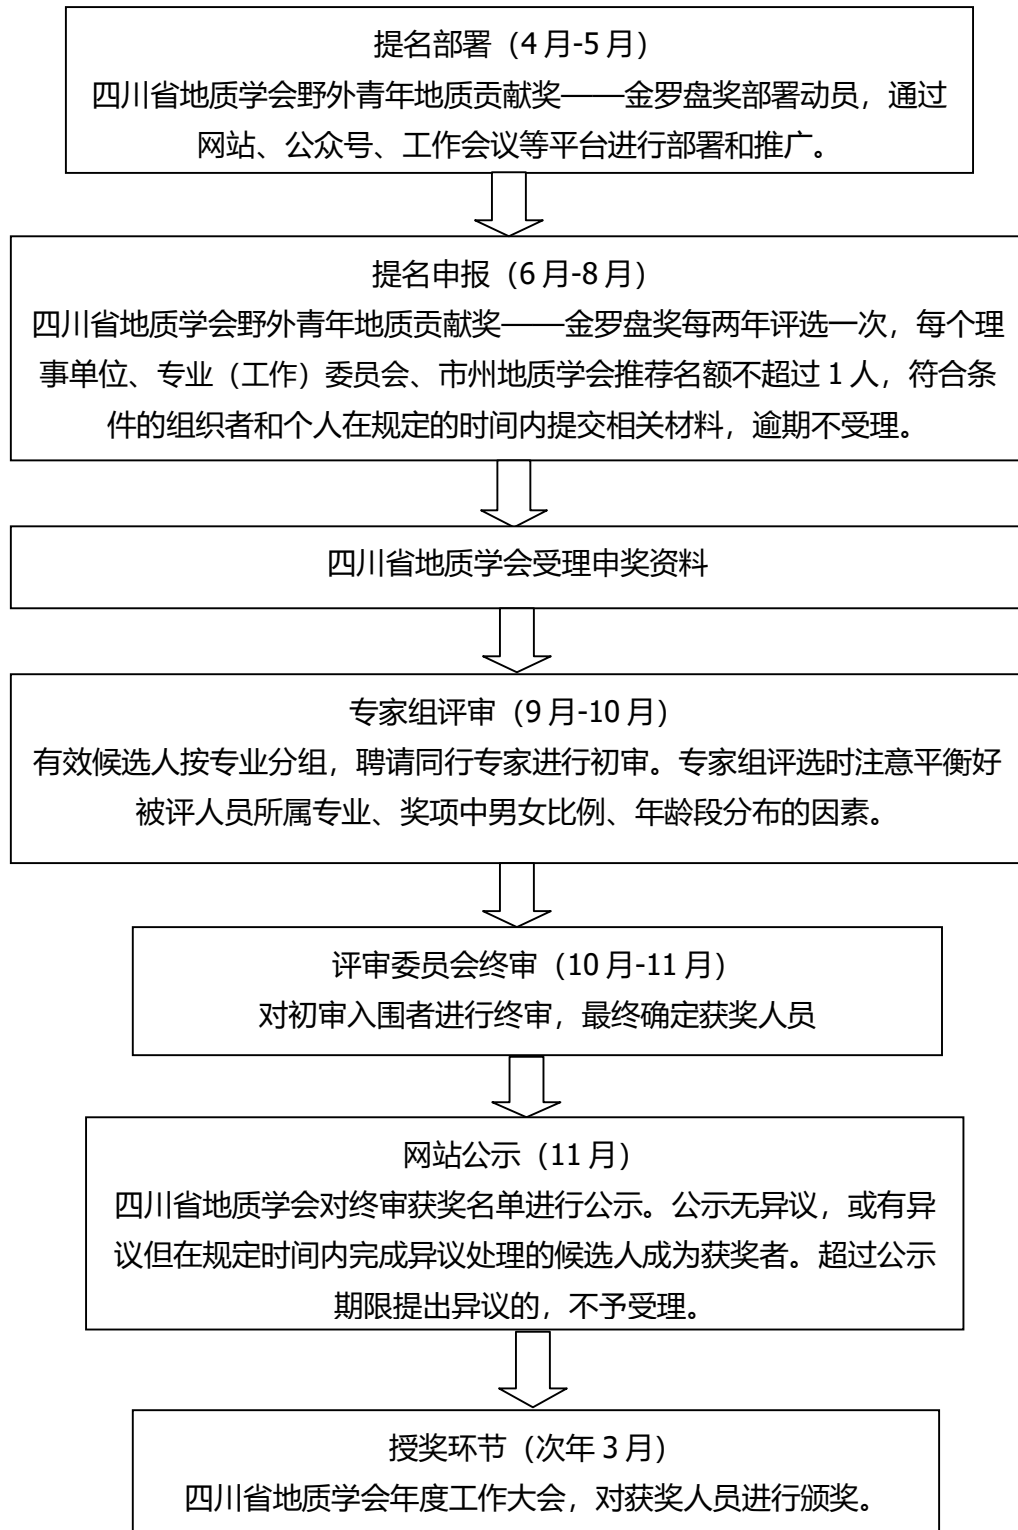 提名部署（4月-5月）
四川省地质学会野外青年地质贡献奖——金罗盘奖部署动员，通过
网站、公众号、工作会议等平台进行部署和推广。
提名申报（6月-8月）
四川省地质学会野外青年地质贡献奖——金罗盘奖每两年评选一次，每个理
事单位、专业（工作）委员会、市州地质学会推荐名额不超过1人，符合条
件的组织者和个人在规定的时间内提交相关材料，逾期不受理。
四川省地质学会受理申奖资料
专家组评审（9月-10月）
有效候选人按专业分组，聘请同行专家进行初审。专家组评选时注意平衡好
被评人员所属专业、奖项中男女比例、年龄段分布的因素。
评审委员会终审（10月-11月）
对初审入围者进行终审，最终确定获奖人员
网站公示（11月）
四川省地质学会对终审获奖名单进行公示。公示无异议，或有异
议但在规定时间内完成异议处理的候选人成为获奖者。超过公示
期限提出异议的，不予受理。
授奖环节（次年3月）
四川省地质学会年度工作大会，对获奖人员进行颁奖。